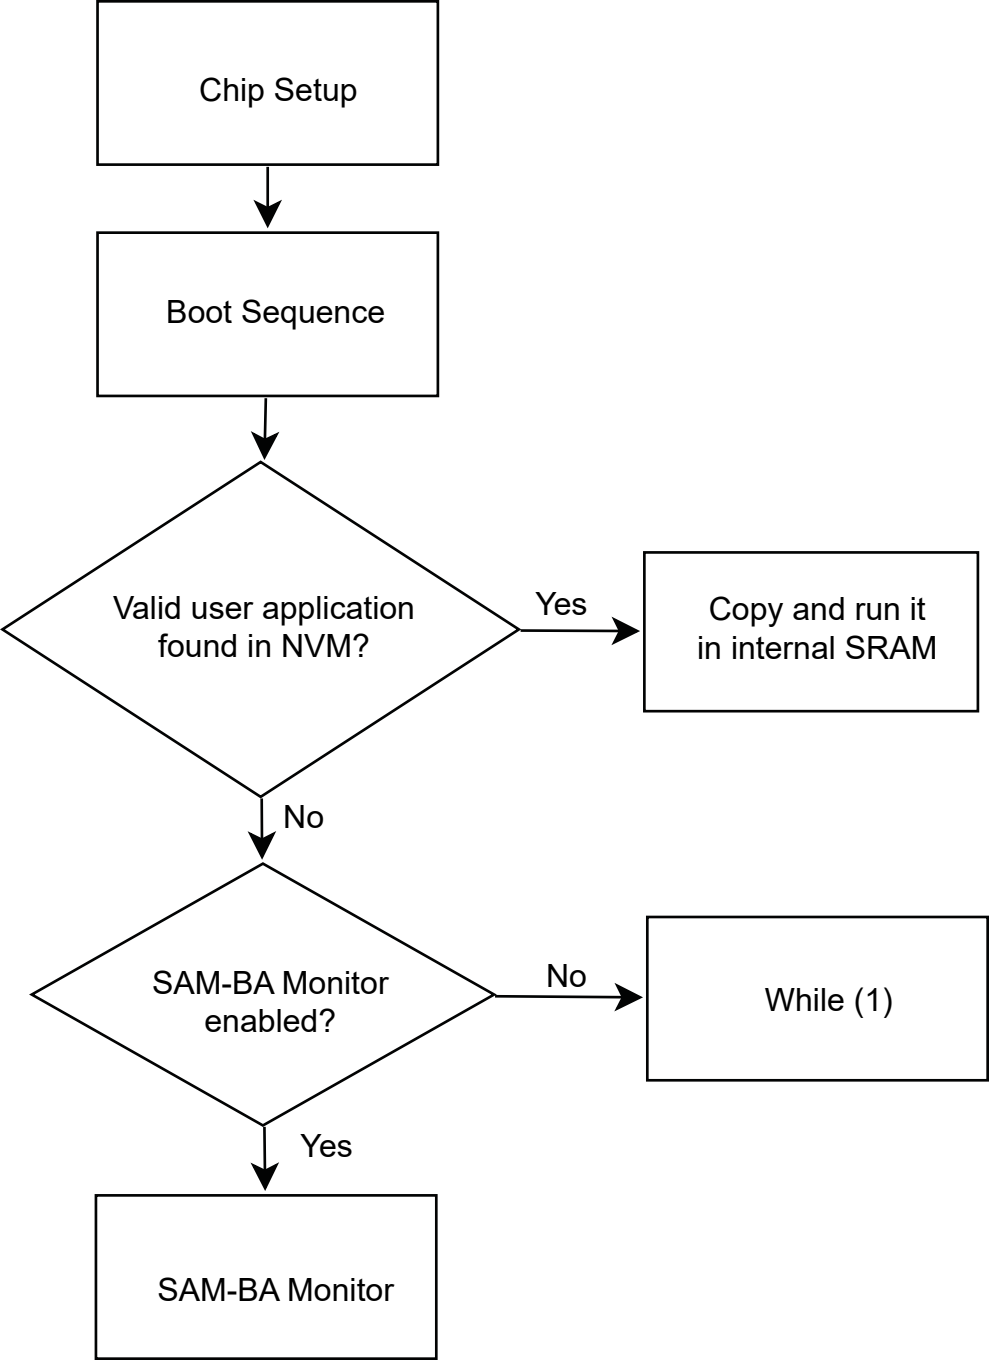 Chip Setup
Boot Sequence
Valid user application
found in NVM?
Yes
Copy and run it
in internal SRAM
No
SAM-BA Monitor
enabled?
No
While (1)
Yes
SAM-BA Monitor